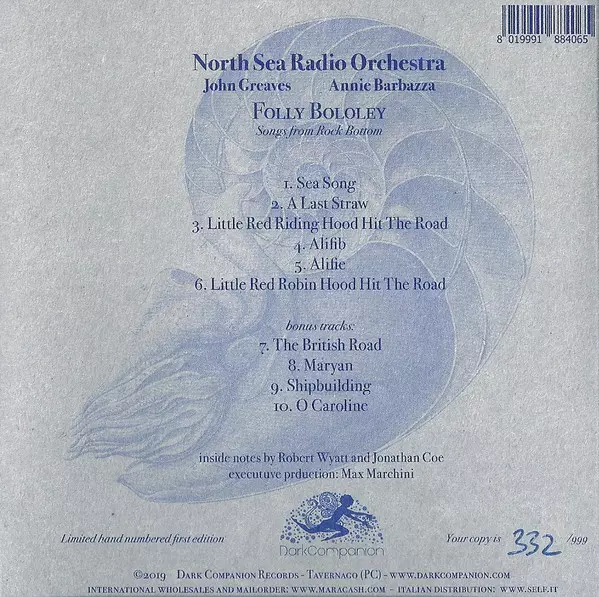 8 019991 884065
North Sea Radio Orchestra
John Greaves Annie Barbazza
Folly Bololey
Songs from Rock Bottom
1. Sea Song
2. A Last Straw
3. Little Red Riding Hood Hit The Road
4. Alifib
5. Alifie
6. Little Red Robin Hood Hit The Road
bonus tracks:
7. The British Road
8. Maryan
9. Shipbuilding
10. O Caroline
inside notes by Robert Wyatt and Jonathan Coe
executuve prduction: Max Marchini
DarkCompanion
Limited hand numbered first edition
Your copy is 332 /999
©2019 Dark Companion Records - Tavernago (PC) - www.darkcompanion.com
international wholesales and mailorder: www.maracash.com - italian distribution: www.self.it